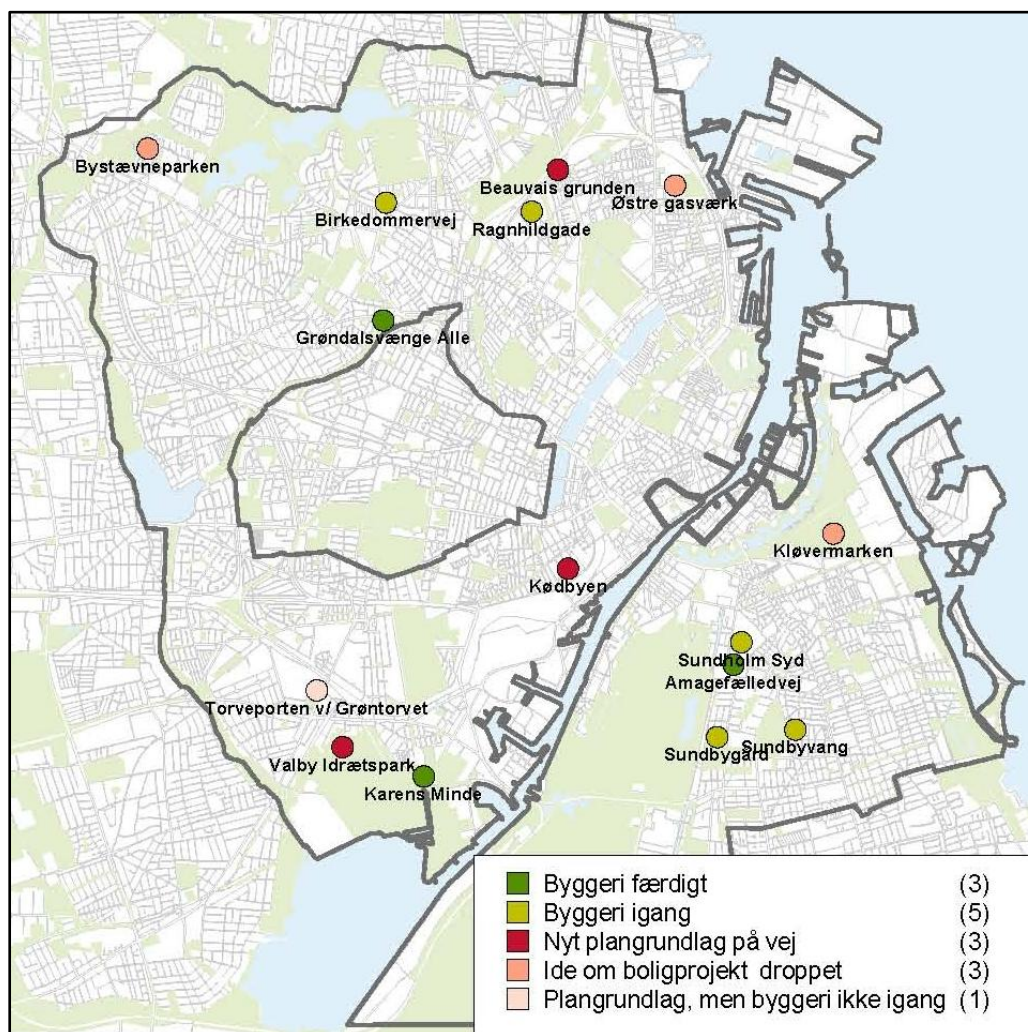 Bystævneparken
Beauvais grunden
Østre gasværk
Birkedommervej
Ragnhildgade
Grøndalsvænge Alle
Kløvermarken
Kødbyen
Sundholm Syd
Amagefælledvej
Torveporten v/ Grøntorvet
Sundbygård
Sundbyvang
Valby Idrætspark
Karens Minde
Byggeri færdigt (3)
Byggeri igang (5)
Nyt plangrundlag på vej (3)
Ide om boligprojekt droppet (3)
Plangrundlag, men byggeri ikke igang (1)